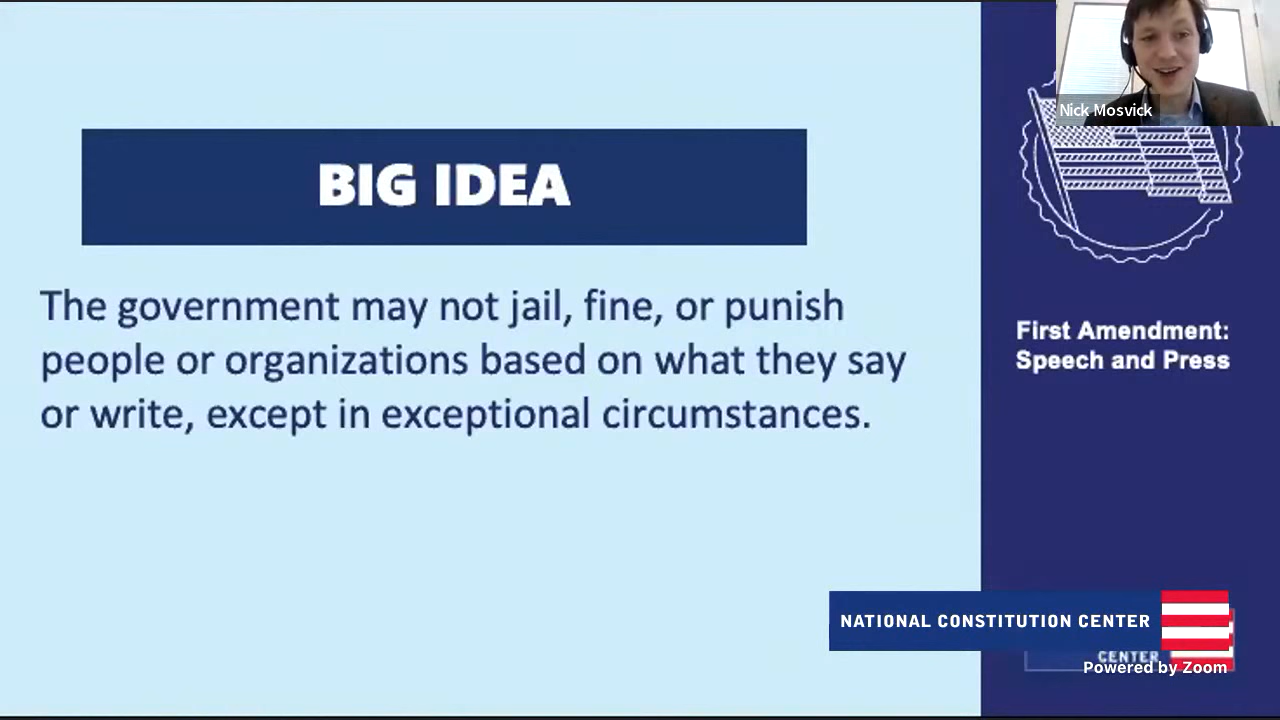 Nick Mosvick
BIG IDEA
The government may not jail, fine, or punish
people or organizations based on what they say
or write, except in exceptional circumstances.
First Amendment:
Speech and Press
NATIONAL CONSTITUTION CENTER
CENTER
Powered by Zoom